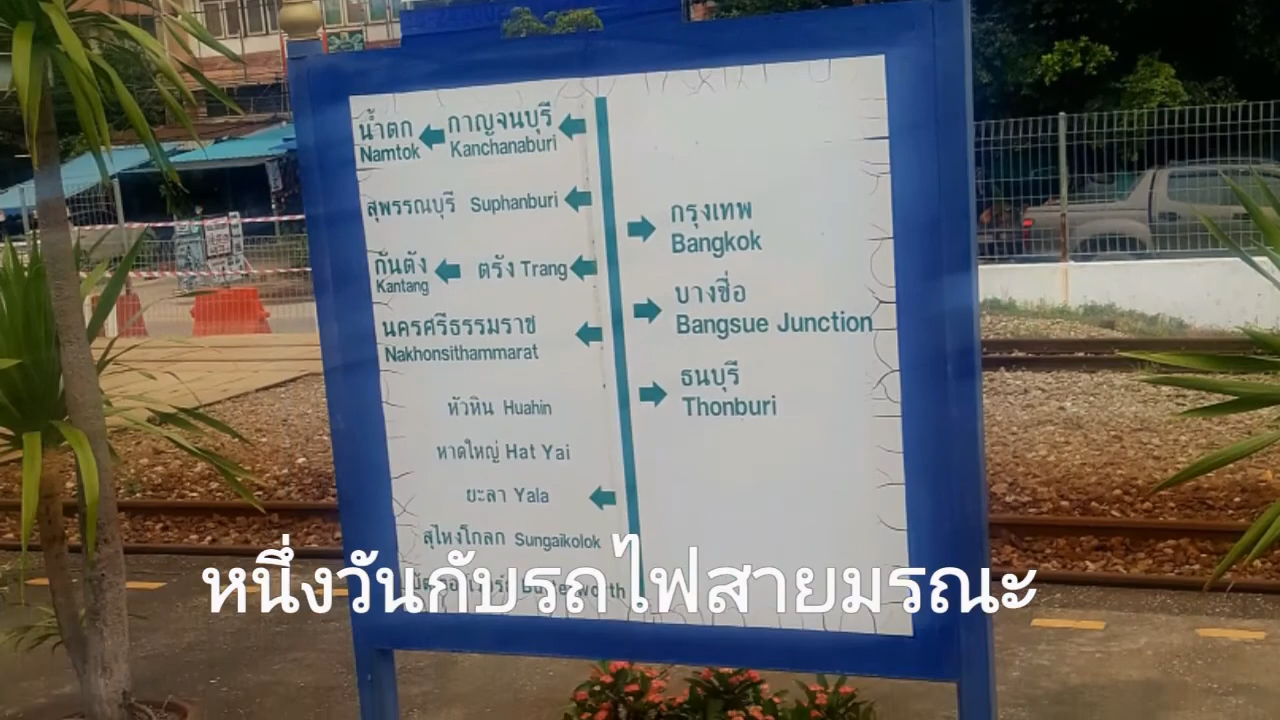 น้ำตก กาญจนบุรี
Namtok Kanchanaburi
สุพรรณบุรี Suphanburi
กันตัง ตรัง Trang
Kantang
นครศรีธรรมราช
Nakhonsithammarat
หัวหิน Huahin
หาดใหญ่ Hat Yai
ยะลา Yala
สุไหงโกลก Sungaikolok
กรุงเทพ
Bangkok
บางซื่อ
Bangsue Junction
ธนบุรี
Thonburi
หนึ่งวันกับรถไฟสายมรณะ